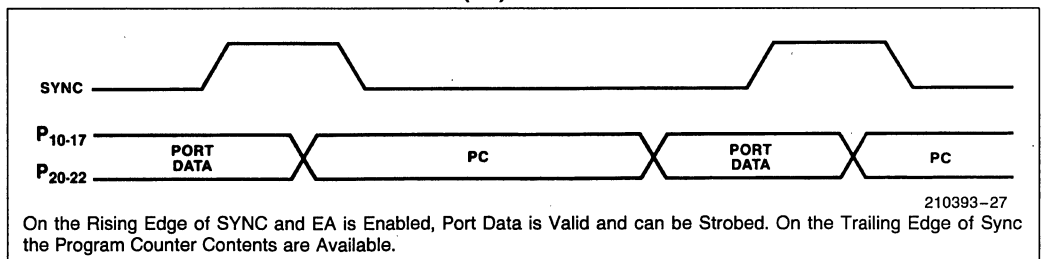 SYNC
P10-17
PORT
DATA
PC
PORT
DATA
PC
P20-22
210393–27
On the Rising Edge of SYNC and EA is Enabled, Port Data is Valid and can be Strobed. On the Trailing Edge of Sync
the Program Counter Contents are Available.